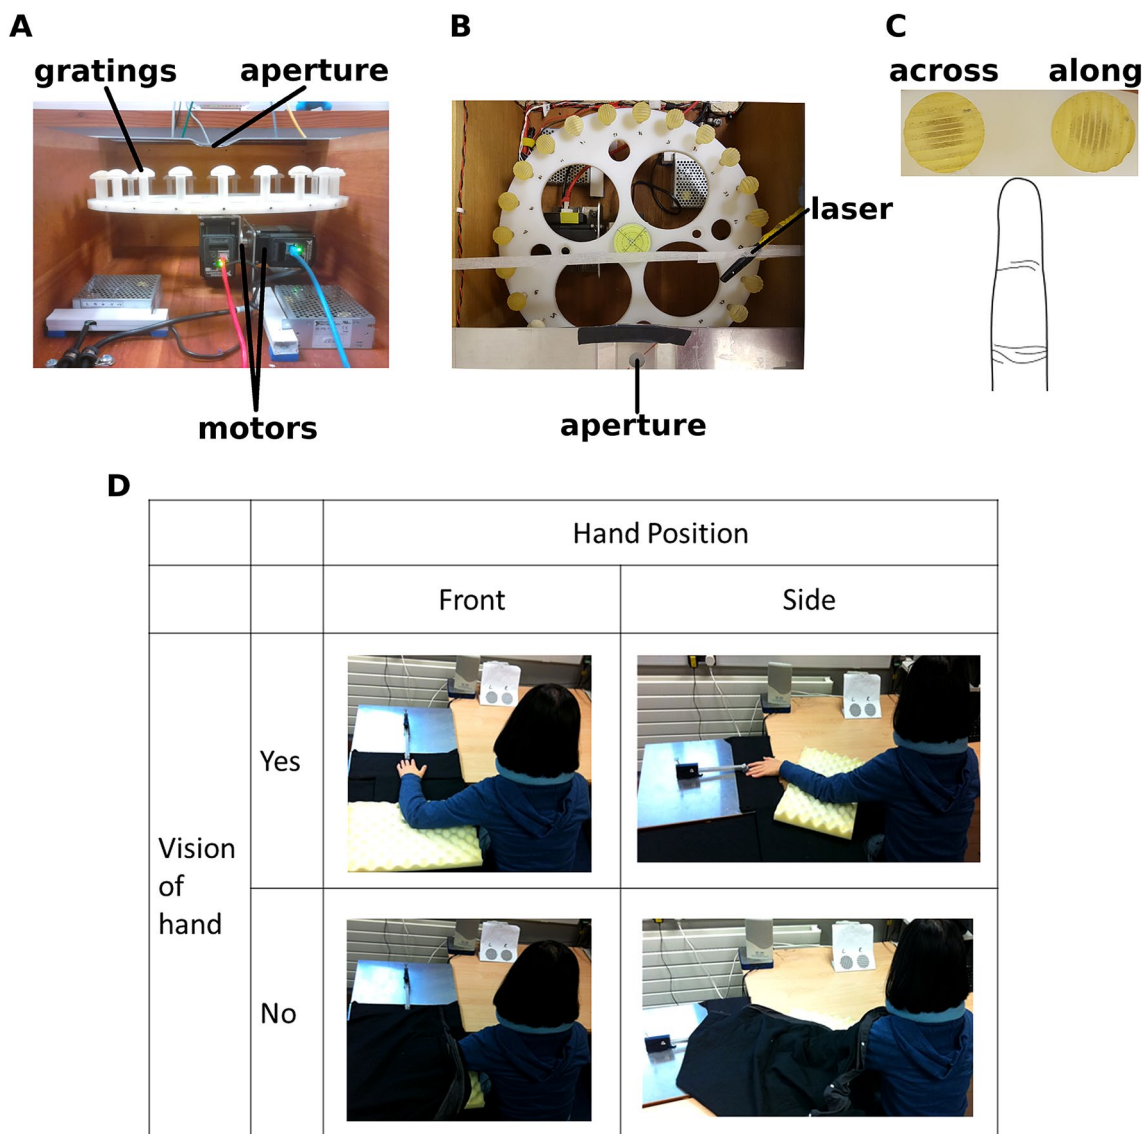 A
B
C
gratings
aperture
across
along
laser
motors
aperture
D
Hand Position
Front
Side
Vision
of
hand
Yes
No